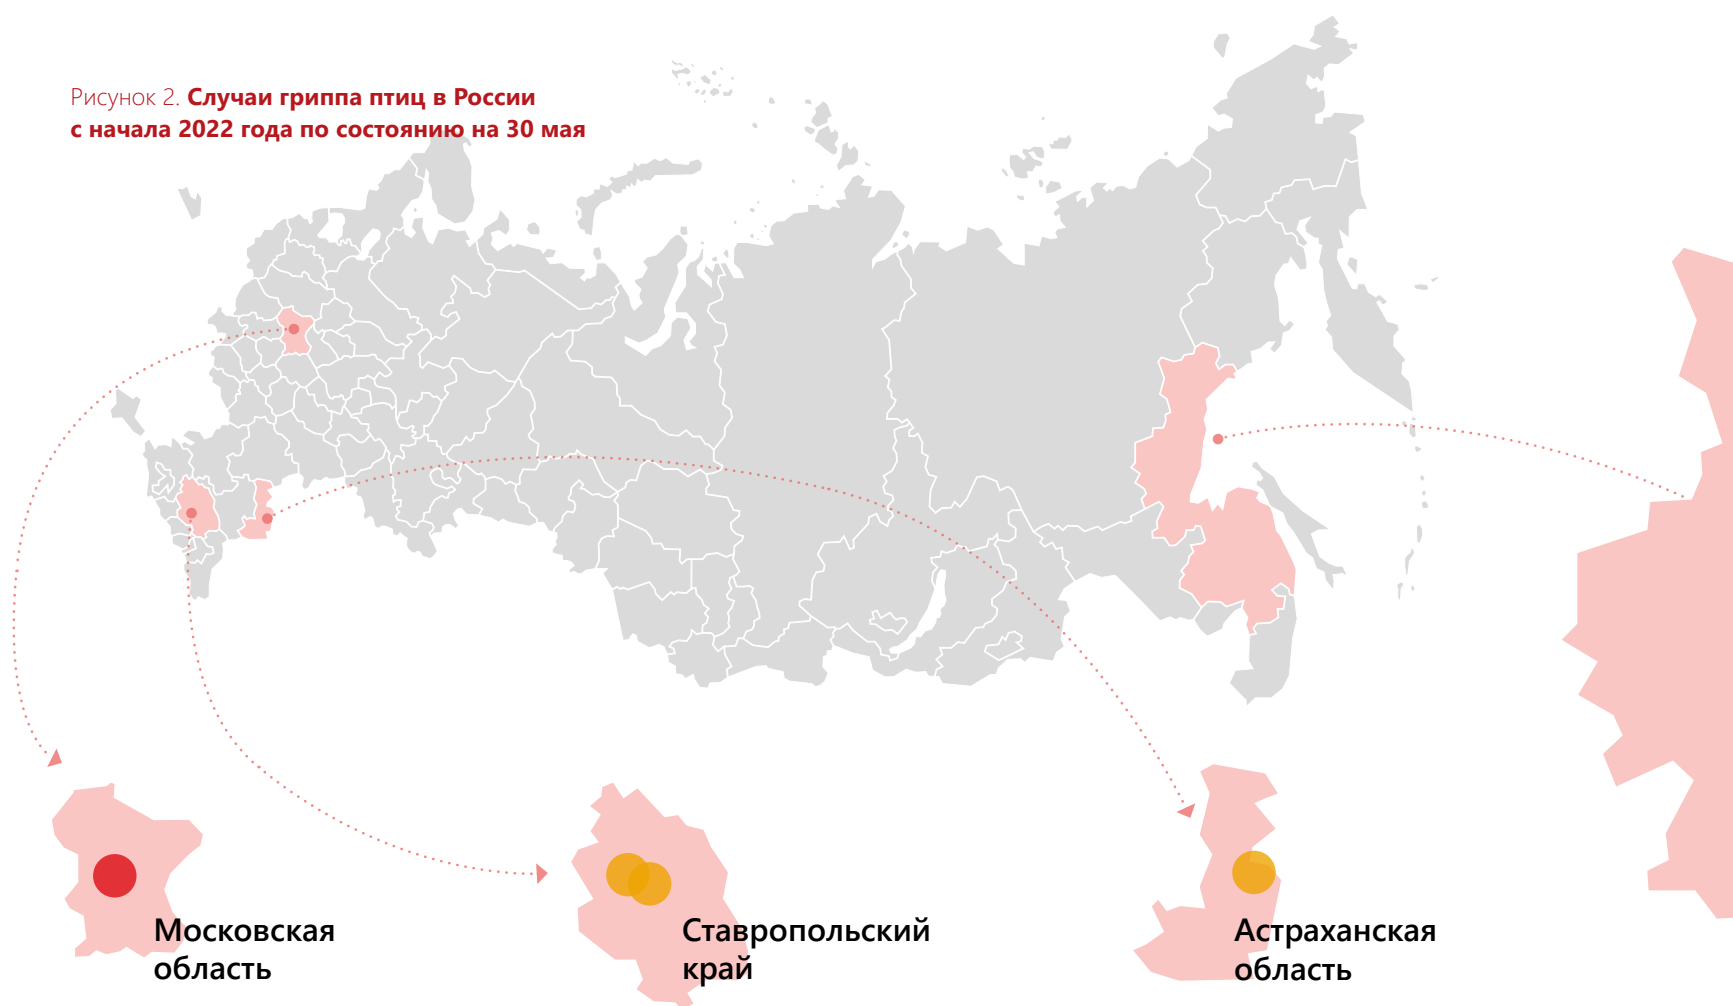 Рисунок 2. Случаи гриппа птиц в России
с начала 2022 года по состоянию на 30 мая
Московская
область
Ставропольский
край
Астраханская
область